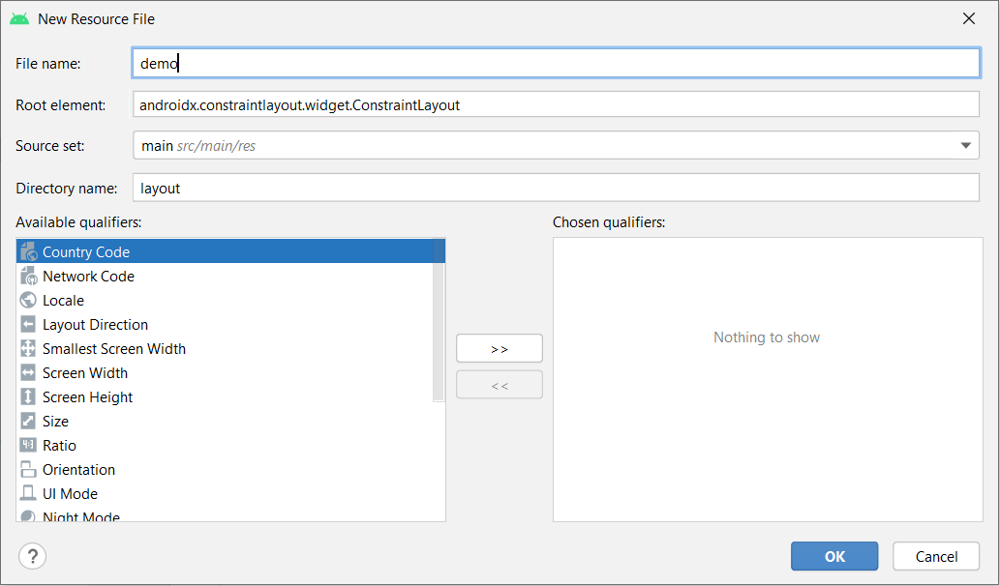 New Resource File
File name: demo
Root element: androidx.constraintlayout.widget.ConstraintLayout
Source set: main src/main/res
Directory name: layout
Available qualifiers: Chosen qualifiers:
Country Code
Network Code
Locale
Layout Direction
Smallest Screen Width
Screen Width
Screen Height
Size
Ratio
Orientation
UI Mode
Night Mode
>>
<<
Nothing to show
? OK Cancel